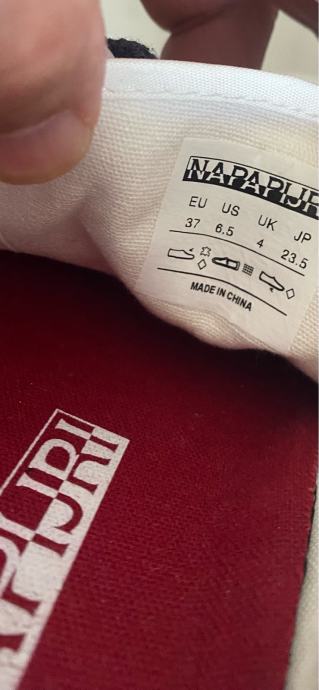 NAPAPIJRI
EU US UK JP
37 6.5 4 23.5
MADE IN CHINA